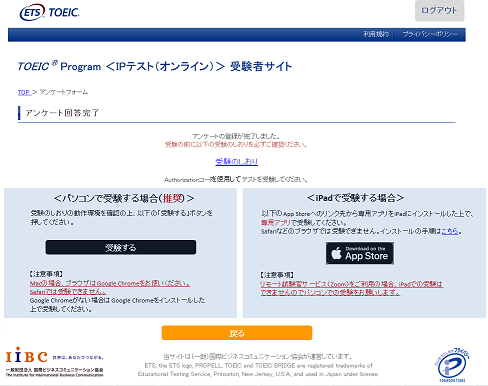 ETS TOEIC.
ログアウト
利用規約 | プライバシーポリシー
TOEIC® Program ＜IPテスト(オンライン)＞ 受験者サイト
TOP ＞ アンケートフォーム
アンケート回答完了
アンケートの登録が完了しました。
受験の前に以下の受験のしおりを必ずご確認ください。
受験のしおり
Authorizationコードを使用してテストを受験してください。
＜パソコンで受験する場合(推奨)＞
受験のしおりの動作環境を確認の上、以下の「受験する」ボタンを
押してください。
受験する
【注意事項】
Macの場合、ブラウザはGoogle Chromeをお使いください。
Safariでは受験できません。
Google Chromeがない場合はGoogle Chromeをインストールした
上で受験してください。
＜iPadで受験する場合＞
以下のApp Storeへのリンク先から専用アプリをiPadにインストールした上で、
専用アプリで受験してください。
Safariなどのブラウザでは受験できません。インストールの手順はこちら。
Download on the
App Store
【注意事項】
リモート試験官サービス(Zoom)をご利用の場合、iPadでの受験は
できませんのでパソコンでの受験をお願いします。
戻る
IIBC 世界は、あなたでつながる。
一般財団法人 国際ビジネスコミュニケーション協会
The Institute for International Business Communication
当サイトは(一財)国際ビジネスコミュニケーション協会が運営しています。
ETS, the ETS logo, PROPELL, TOEIC and TOEIC BRIDGE are registered trademarks of
Educational Testing Service, Princeton, New Jersey, U.S.A., and used in Japan under license.
プライバシー